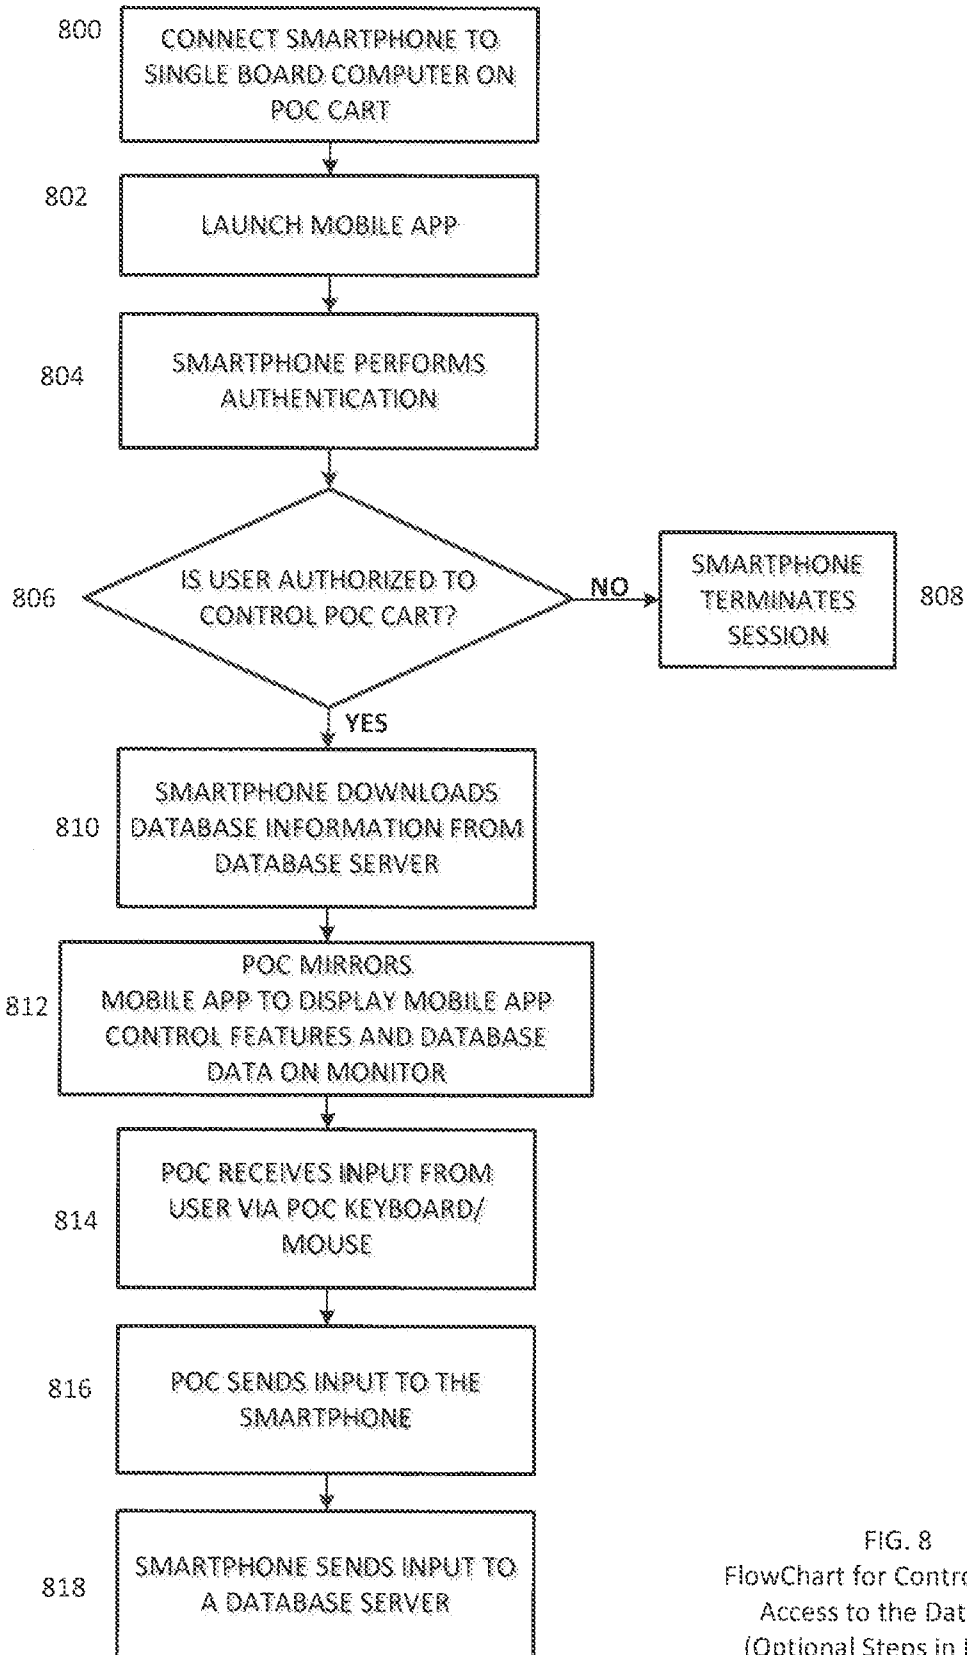 800
CONNECT SMARTPHONE TO
SINGLE BOARD COMPUTER ON
POC CART
802
LAUNCH MOBILE APP
804
SMARTPHONE PERFORMS
AUTHENTICATION
806
IS USER AUTHORIZED TO
CONTROL POC CART?
NO
SMARTPHONE
TERMINATES
SESSION
808
YES
810
SMARTPHONE DOWNLOADS
DATABASE INFORMATION FROM
DATABASE SERVER
812
POC MIRRORS
MOBILE APP TO DISPLAY MOBILE APP
CONTROL FEATURES AND DATABASE
DATA ON MONITOR
814
POC RECEIVES INPUT FROM
USER VIA POC KEYBOARD/
MOUSE
816
POC SENDS INPUT TO THE
SMARTPHONE
818
SMARTPHONE SENDS INPUT TO
A DATABASE SERVER
FIG. 8
FlowChart for
Access to the
(Optional Steps in